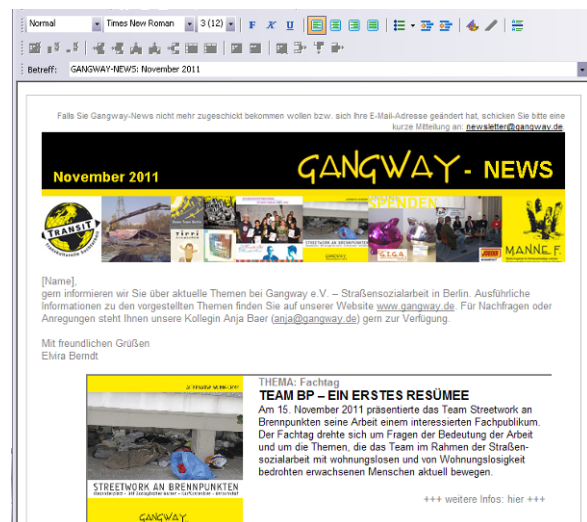 Normal Times New Roman 3 (12) F X U
Betreff: GANGWAY-NEWS: November 2011
Falls Sie Gangway-News nicht mehr zugeschickt bekommen wollen bzw. sich Ihre E-Mail-Adresse geändert hat, schicken Sie bitte eine
kurze Mitteilung an: newsletter@gangway.de.
November 2011 GANGWAY - NEWS
TRANSIT
SPENDEN
MANNE F.
[Name],
gern informieren wir Sie über aktuelle Themen bei Gangway e.V. – Straßensozialarbeit in Berlin. Ausführliche
Informationen zu den vorgestellten Themen finden Sie auf unserer Website www.gangway.de. Für Nachfragen oder
Anregungen steht Ihnen unsere Kollegin Anja Baer (anja@gangway.de) gern zur Verfügung.
Mit freundlichen Grüßen
Elvira Berndt
THEMA: Fachtag
TEAM BP – EIN ERSTES RESÜMEE
Am 15. November 2011 präsentierte das Team Streetwork an
Brennpunkten seine Arbeit einem interessierten Fachpublikum.
Der Fachtag drehte sich um Fragen der Bedeutung der Arbeit
und um die Themen, die das Team im Rahmen der Straßen-
sozialarbeit mit wohnungslosen und von Wohnungslosigkeit
bedrohten erwachsenen Menschen aktuell bewegen.
+++ weitere Infos: hier +++
STREETWORK AN BRENNPUNKTEN
GANGWAY